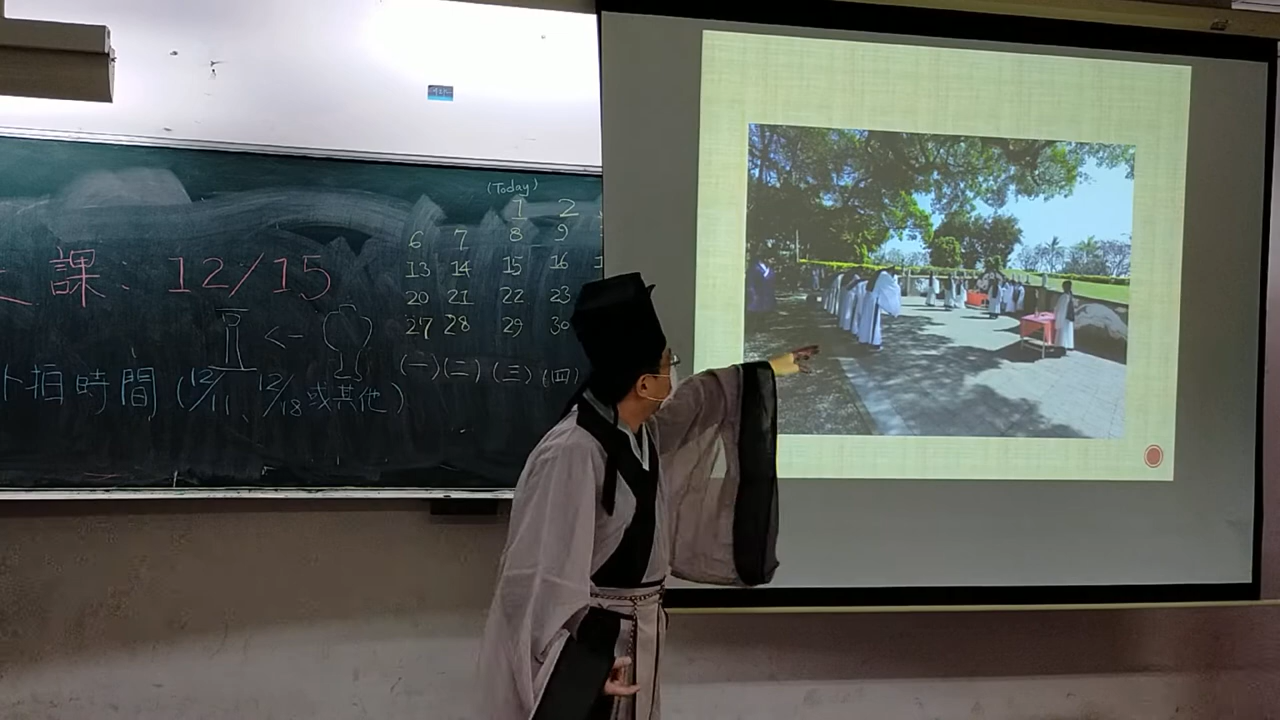 (Today)
1 2
6 7 8 9
13 14 15 16 1
課: 12/15
20 21 22 23
<-
27 28 29 30
(一)(二)(三)(四)
拍時間(12/11、12/18或其他)